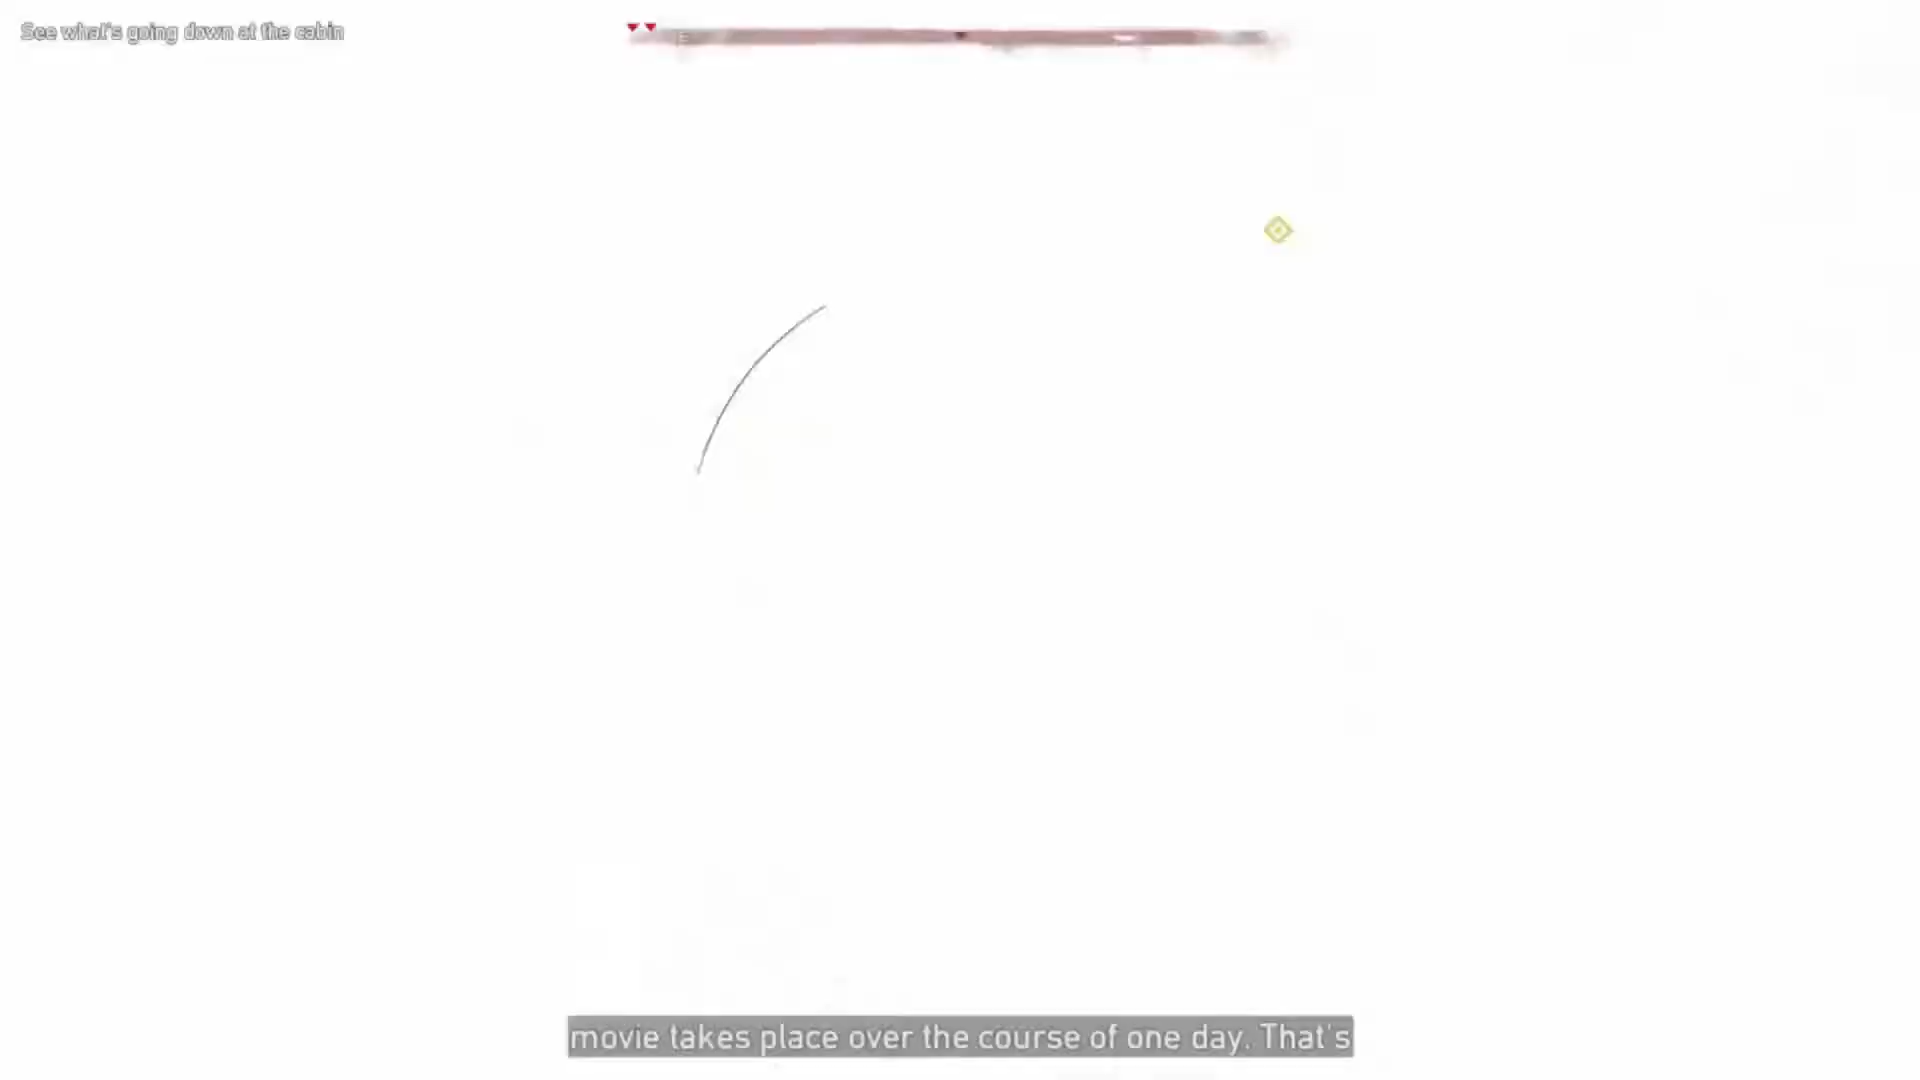 See what's going down at the cabin
movie takes place over the course of one day. That's